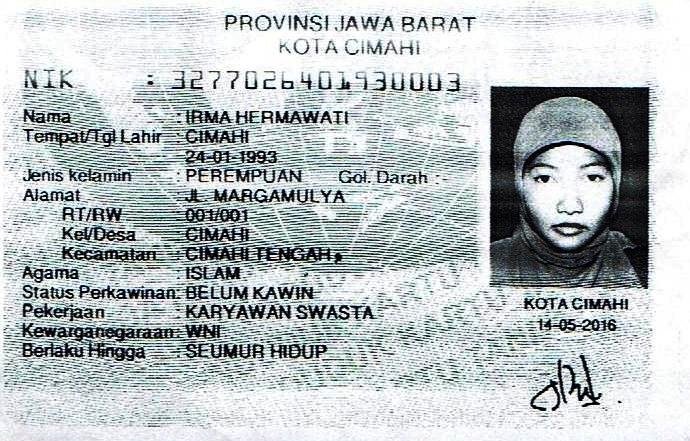 PROVINSI JAWA BARAT
KOTA CIMAHI
NIK : 3277026401930003
Nama : IRMA HERMAWATI
Tempat/Tgl Lahir : CIMAHI
24-01-1993
Jenis kelamin : PEREMPUAN Gol. Darah :-
Alamat : JL. MARGAMULYA
RT/RW : 001/001
Kel/Desa : CIMAHI
Kecamatan : CIMAHI TENGAH
Agama : ISLAM
Status Perkawinan: BELUM KAWIN
Pekerjaan : KARYAWAN SWASTA
Kewarganegaraan: WNI
Berlaku Hingga : SEUMUR HIDUP
KOTA CIMAHI
14-05-2016